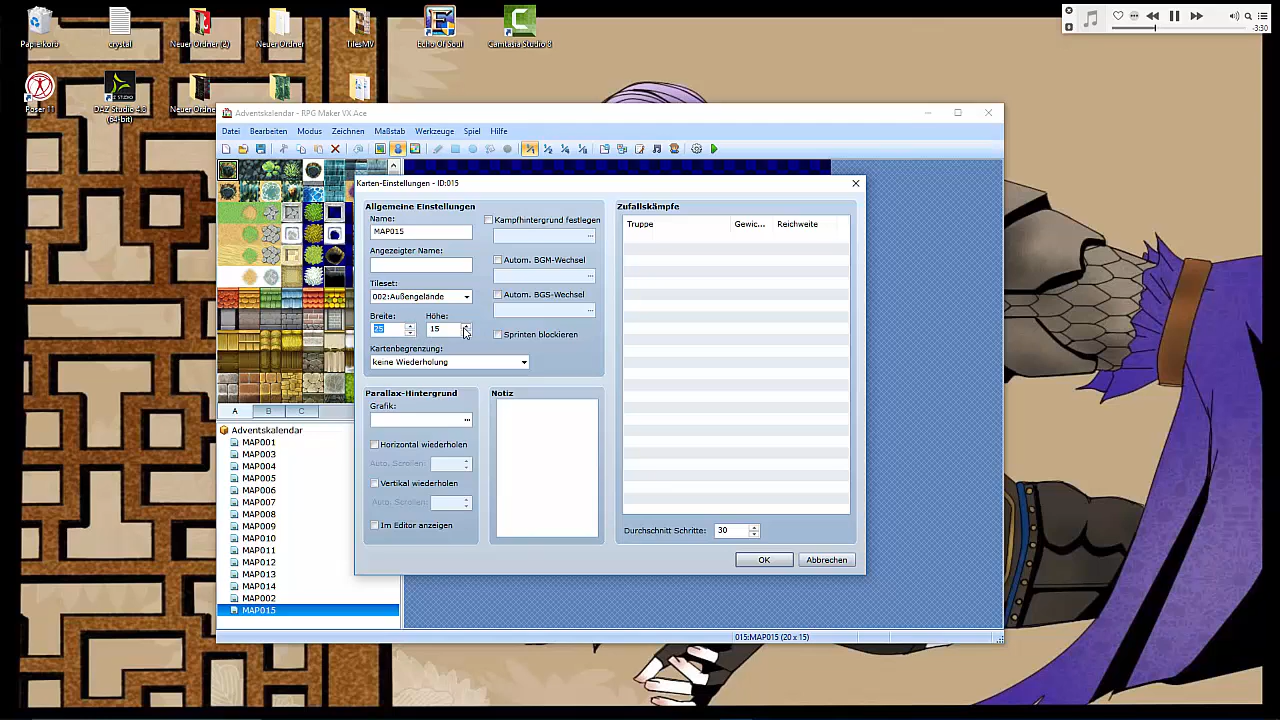 Papierkorb
crystal
Neuer Ordner (2)
Neuer Ordner
TilesMV
Echo Of Soul
Camtasia Studio 8
-3:30
Poser 11
DAZ Studio 4.8
(64-bit)
Neuer Ordne
Adventskalendar - RPG Maker VX Ace
Datei Bearbeiten Modus Zeichnen Maßstab Werkzeuge Spiel Hilfe
Karten-Einstellungen - ID:015
Allgemeine Einstellungen
Name:
MAP015
Angezeigter Name:
Tileset:
002:Außengelände
Breite: Höhe:
25 15
Kartenbegrenzung:
keine Wiederholung
Kampfhintergrund festlegen
...
Autom. BGM-Wechsel
...
Autom. BGS-Wechsel
...
Sprinten blockieren
Parallax-Hintergrund
Grafik:
...
Horizontal wiederholen
Auto. Scrollen:
Vertikal wiederholen
Auto. Scrollen:
Im Editor anzeigen
Notiz
Zufallskämpfe
Truppe Gewic... Reichweite
Durchschnitt Schritte: 30
OK Abbrechen
A B C
Adventskalendar
MAP001
MAP003
MAP004
MAP005
MAP006
MAP007
MAP008
MAP009
MAP010
MAP011
MAP012
MAP013
MAP014
MAP002
MAP015
015:MAP015 (20 x 15)